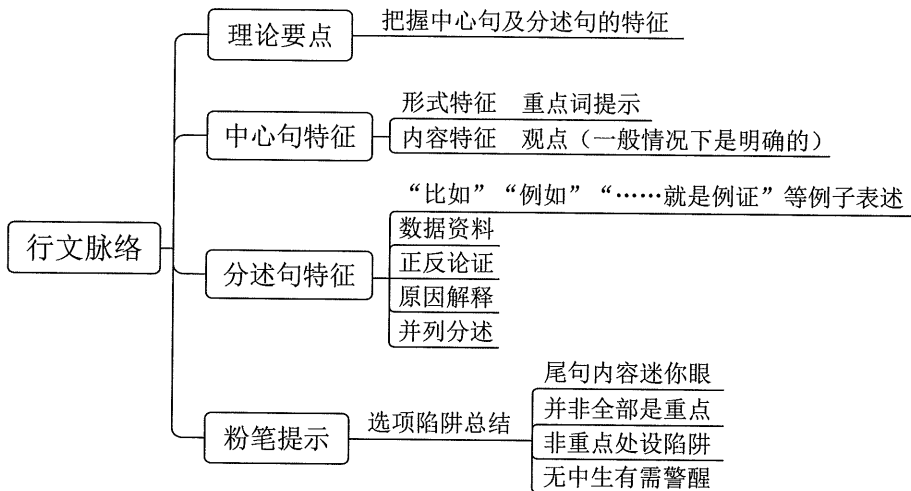 行文脉络
理论要点
把握中心句及分述句的特征
中心句特征
形式特征 重点词提示
内容特征 观点（一般情况下是明确的）
分述句特征
“比如”“例如”“……就是例证”等例子表述
数据资料
正反论证
原因解释
并列分述
粉笔提示
选项陷阱总结
尾句内容迷你眼
并非全部是重点
非重点处设陷阱
无中生有需警醒